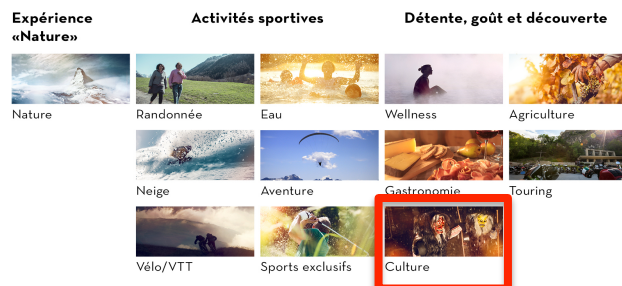 Expérience
«Nature»
Activités sportives
Détente, goût et découverte
Nature
Randonnée
Eau
Wellness
Agriculture
Neige
Aventure
Gastronomie
Touring
Vélo/VTT
Sports exclusifs
Culture